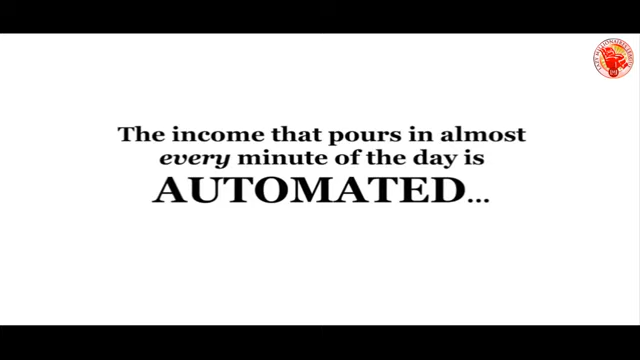 The income that pours in almost
every minute of the day is
AUTOMATED...